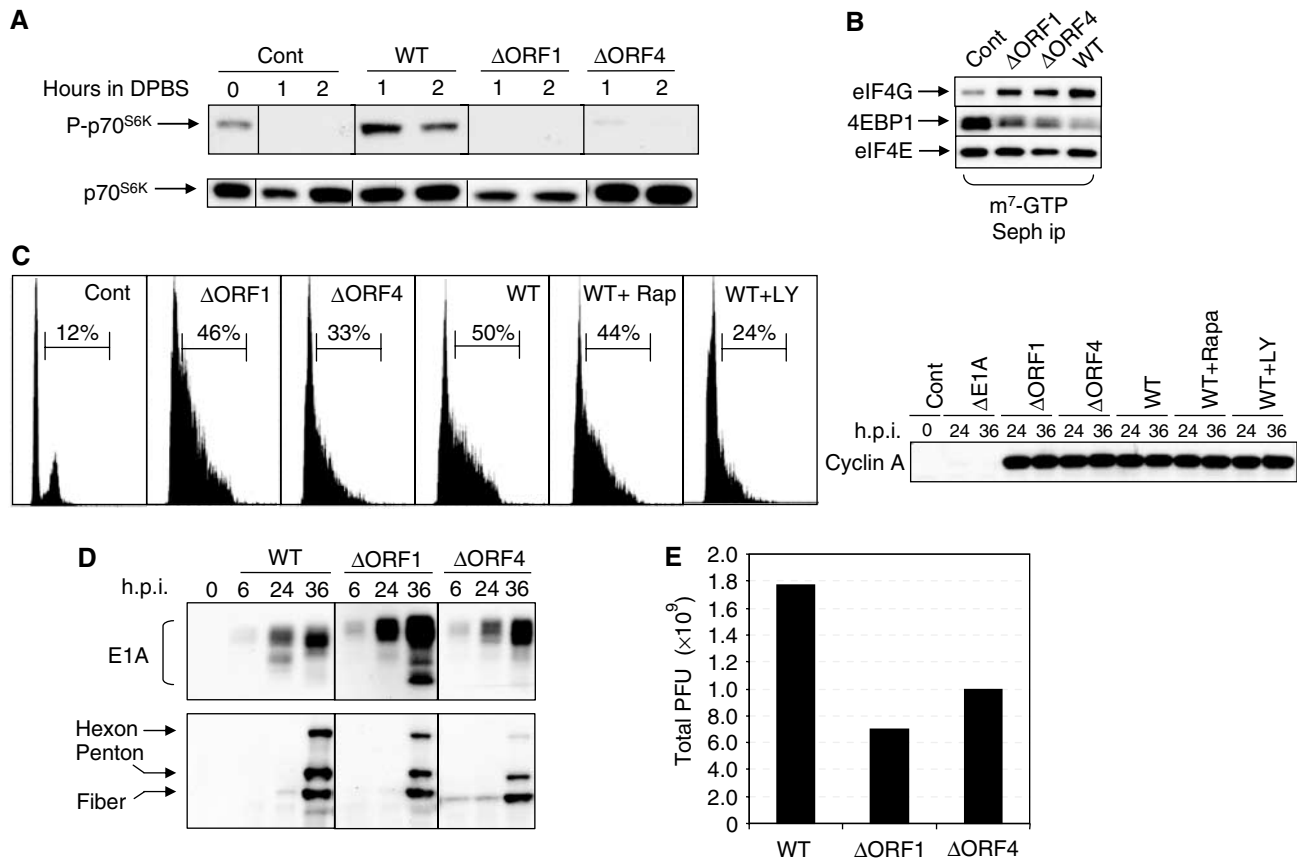 A
Cont WT ΔORF1 ΔORF4
Hours in DPBS 0 1 2 1 2 1 2 1 2
P-p70S6K
p70S6K
B
Cont ΔORF1 ΔORF4 WT
eIF4G
4EBP1
eIF4E
m7-GTP
Seph ip
C
Cont ΔORF1 ΔORF4 WT WT+ Rap WT+LY
12% 46% 33% 50% 44% 24%
Cont ΔE1A ΔORF1 ΔORF4 WT WT+Rapa WT+LY
h.p.i. 0 24 36 24 36 24 36 24 36 24 36 24 36
Cyclin A
D
WT ΔORF1 ΔORF4
h.p.i. 0 6 24 36 6 24 36 6 24 36
E1A
Hexon
Penton
Fiber
E
Total PFU (×10⁹)
2.0
1.8
1.6
1.4
1.2
1.0
8.0
6.0
4.0
2.0
0
WT ΔORF1 ΔORF4